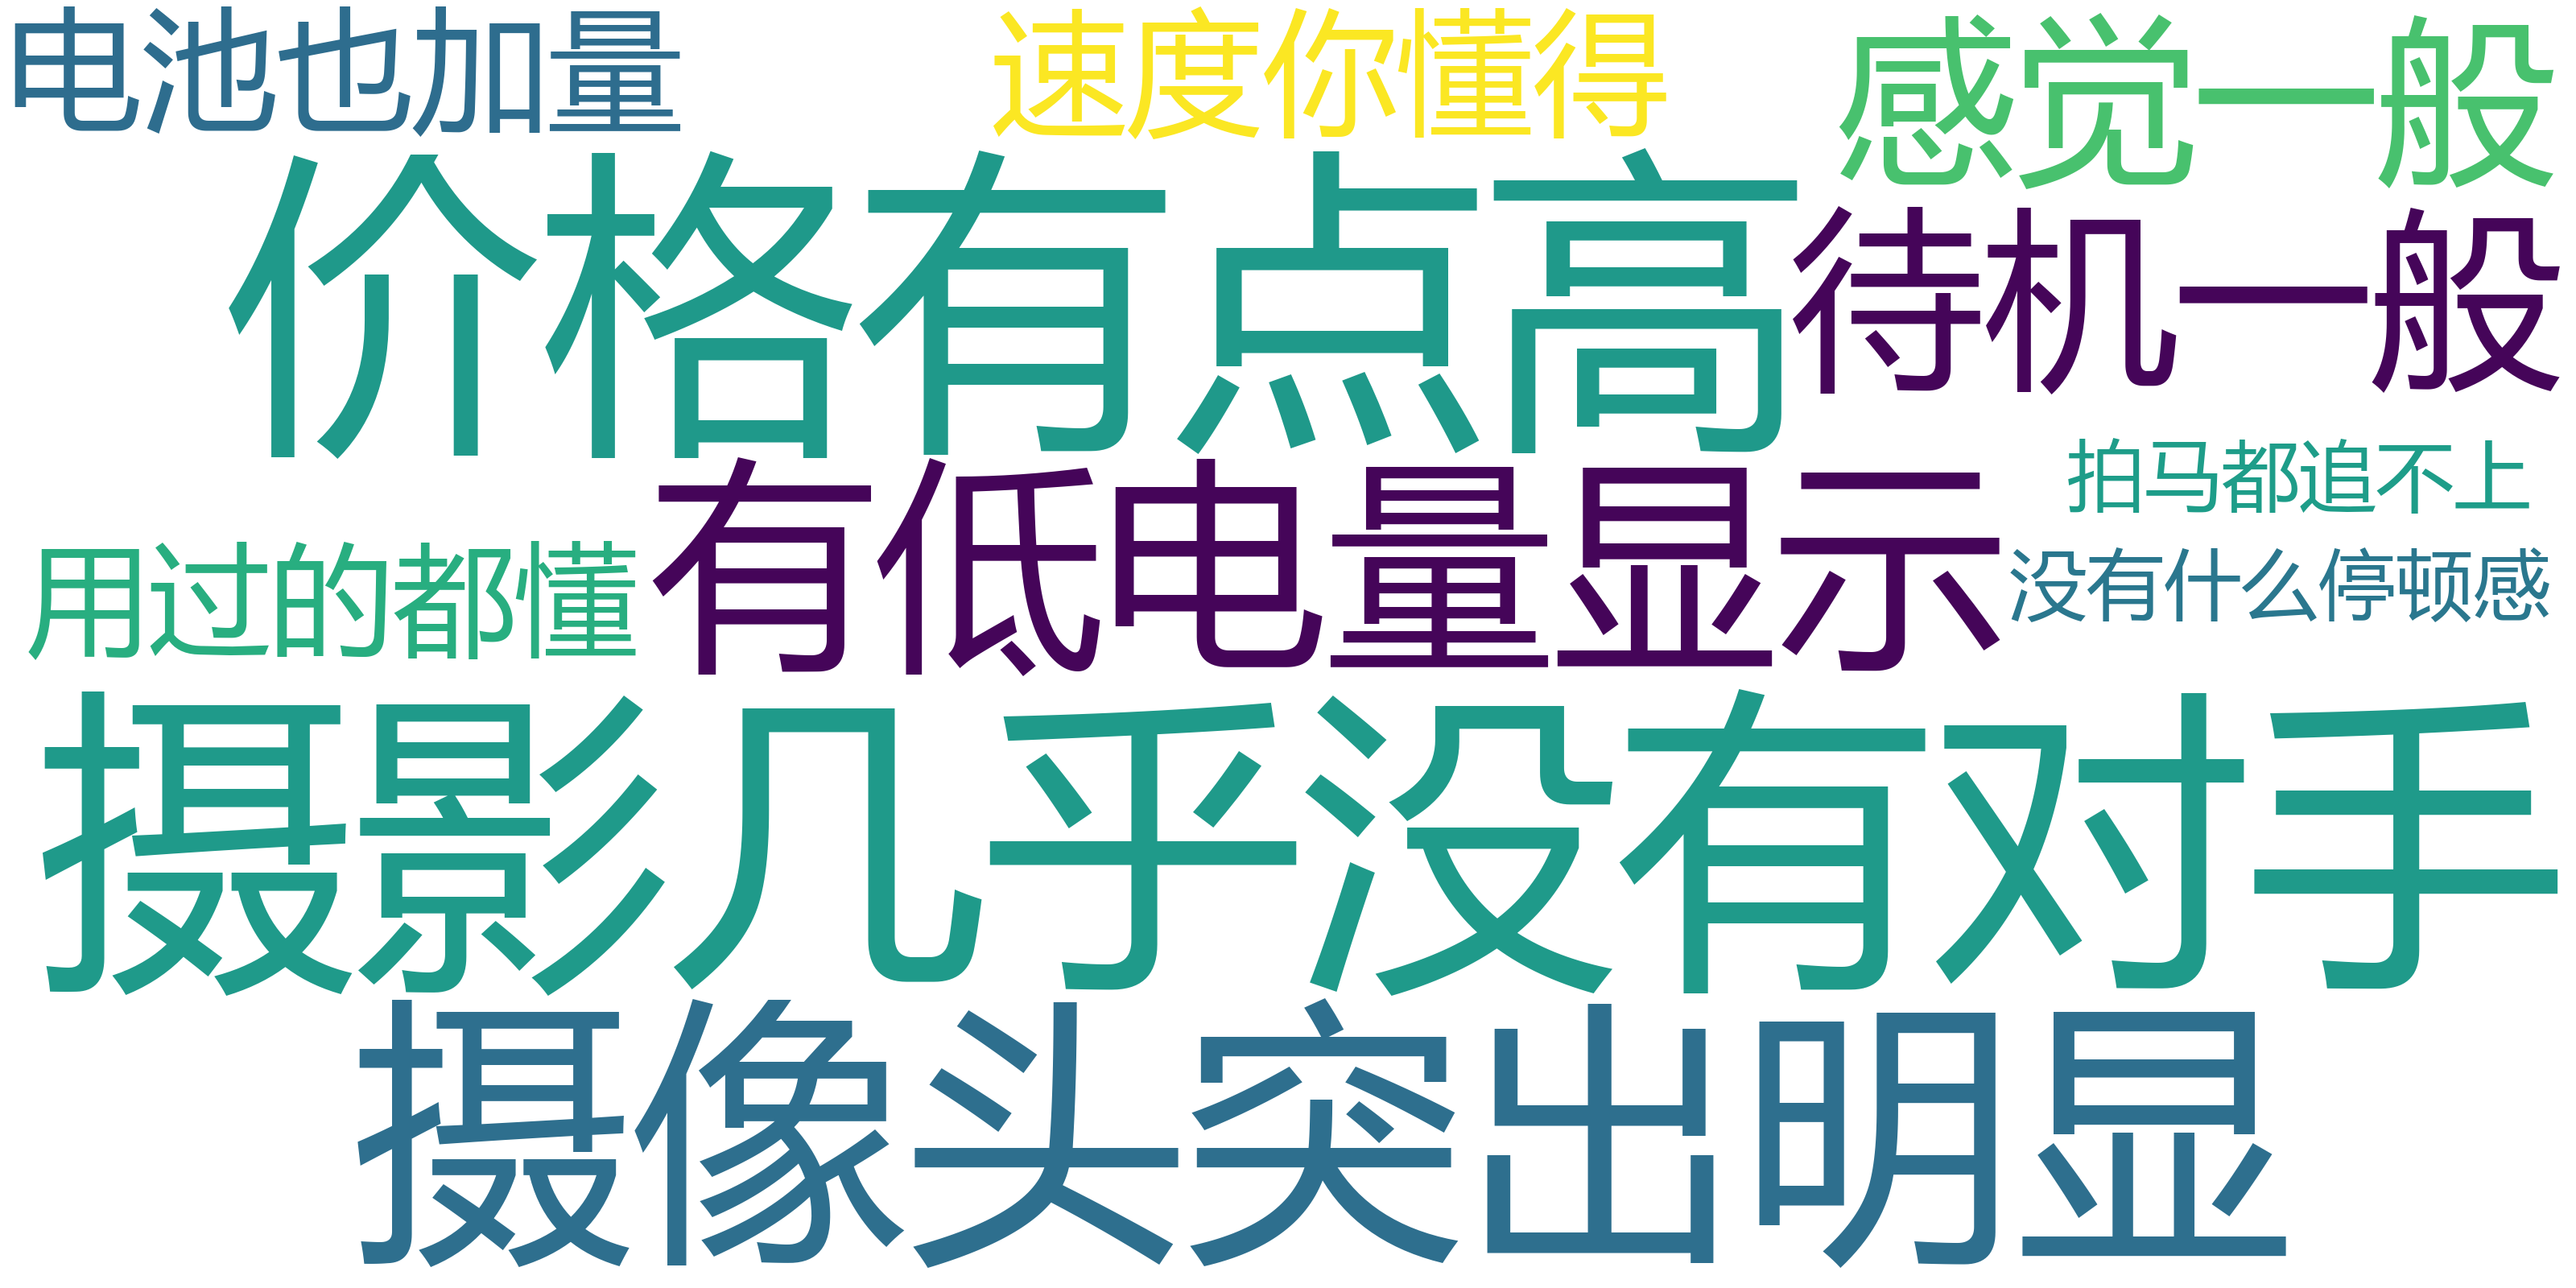 电池也加量
速度你懂得
感觉一般
价格有点高
待机一般
有低电量显示
拍马都追不上
用过的都懂
没有什么停顿感
摄影几乎没有对手
摄像头突出明显